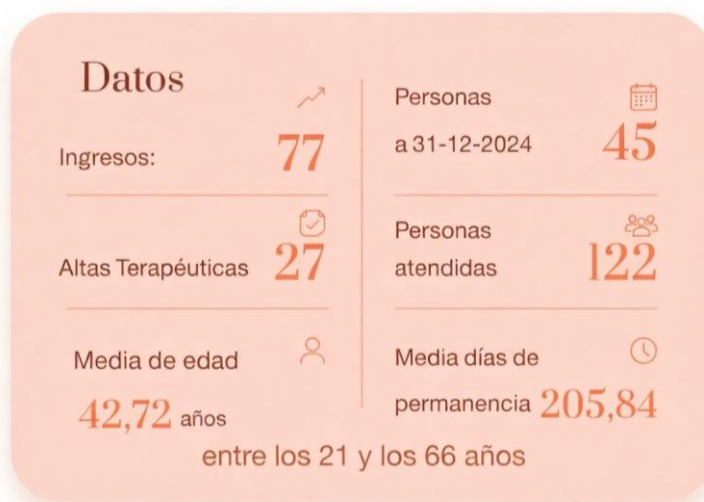 Datos
Ingresos: 77
Altas Terapéuticas 27
Media de edad
42,72 años
Personas
a 31-12-2024 45
Personas
atendidas 122
Media días de
permanencia 205,84
entre los 21 y los 66 años